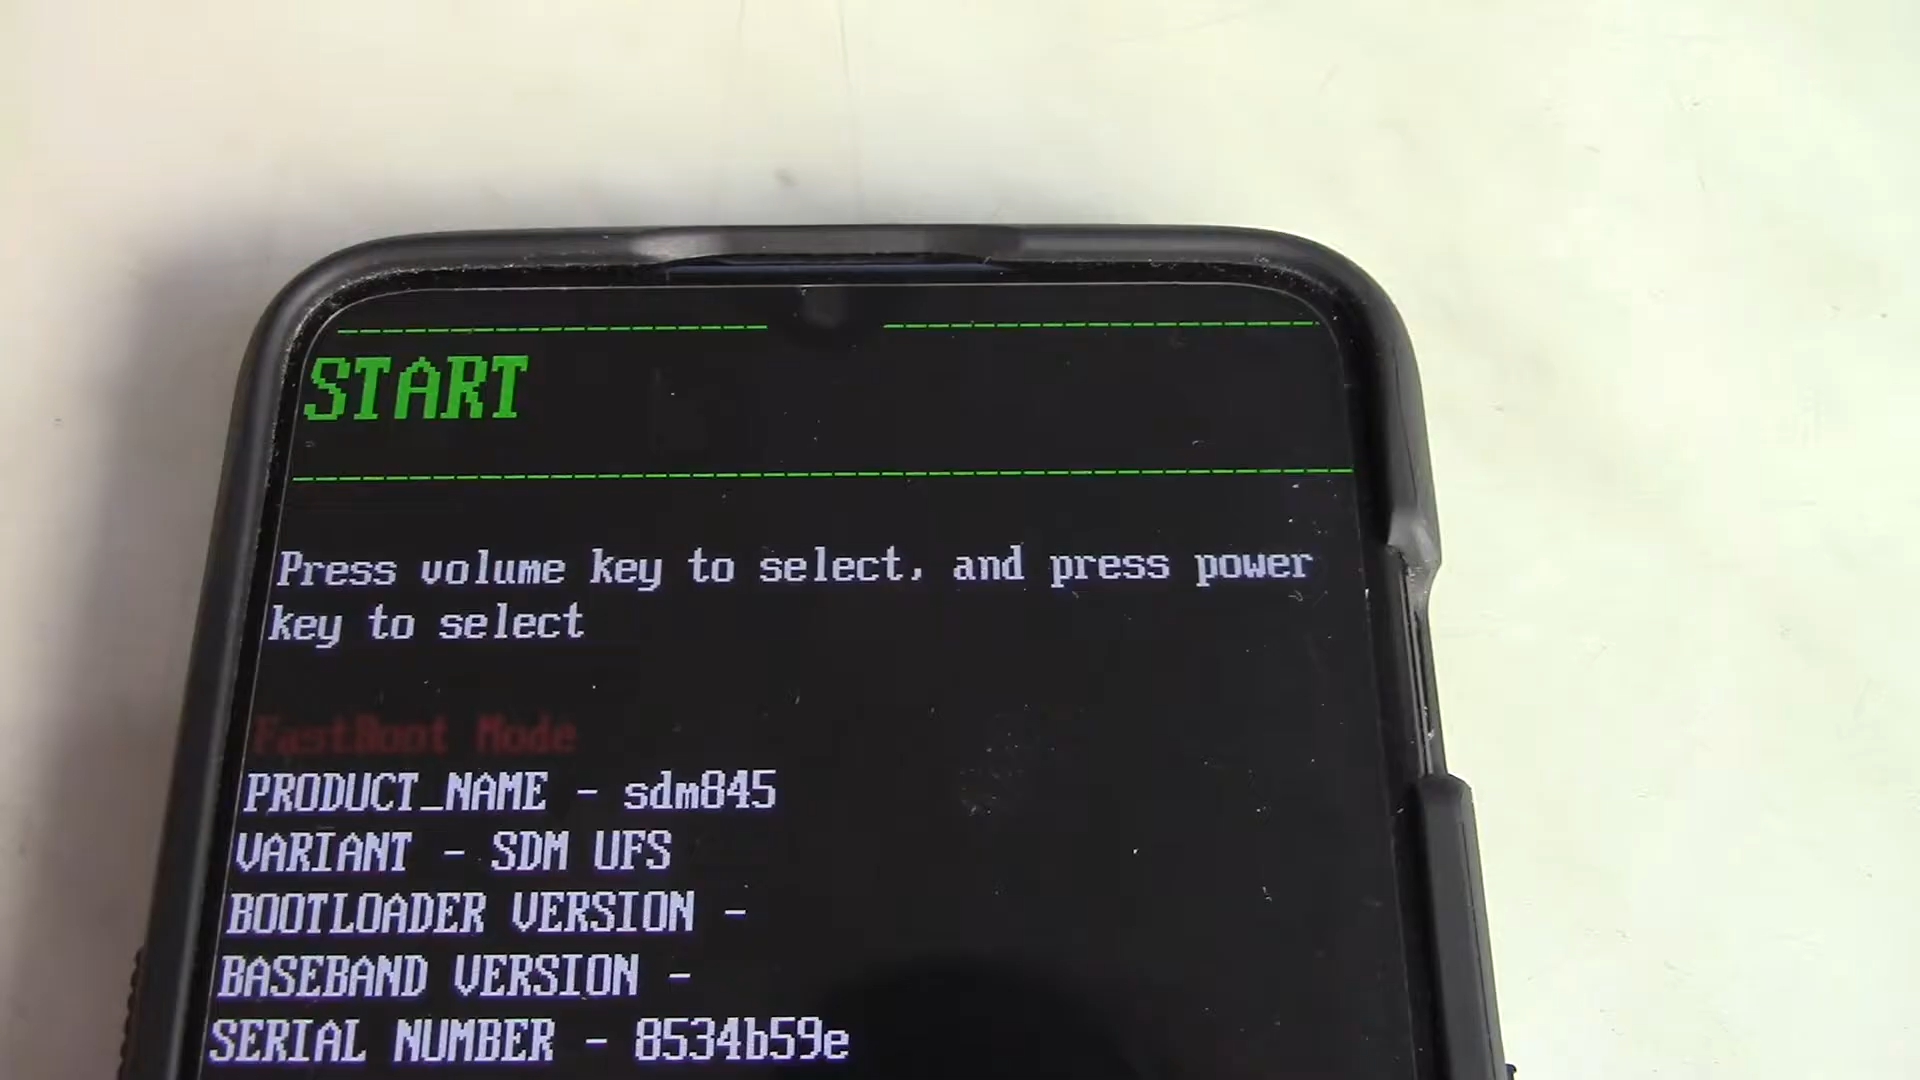 START
Press volume key to select, and press power
key to select
FastBoot Mode
PRODUCT_NAME - sdm845
VARIANT - SDM UFS
BOOTLOADER VERSION -
BASEBAND VERSION -
SERIAL NUMBER - 8534b59e